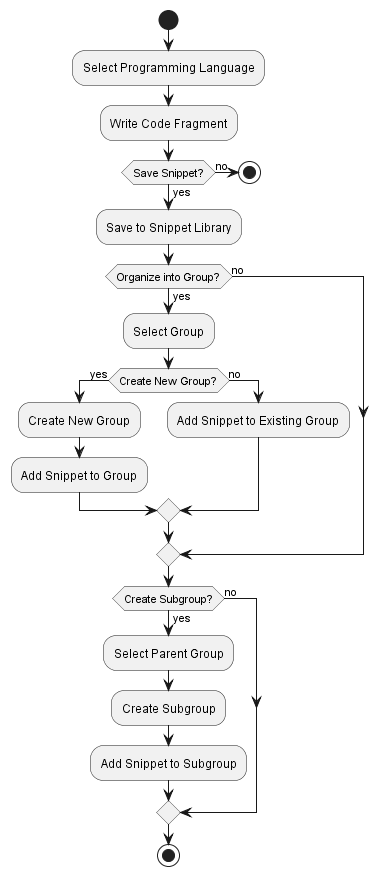 Select Programming Language
Write Code Fragment
Save Snippet?
no
yes
Save to Snippet Library
Organize into Group?
no
yes
Select Group
yes
Create New Group?
no
Create New Group
Add Snippet to Existing Group
Add Snippet to Group
Create Subgroup?
no
yes
Select Parent Group
Create Subgroup
Add Snippet to Subgroup